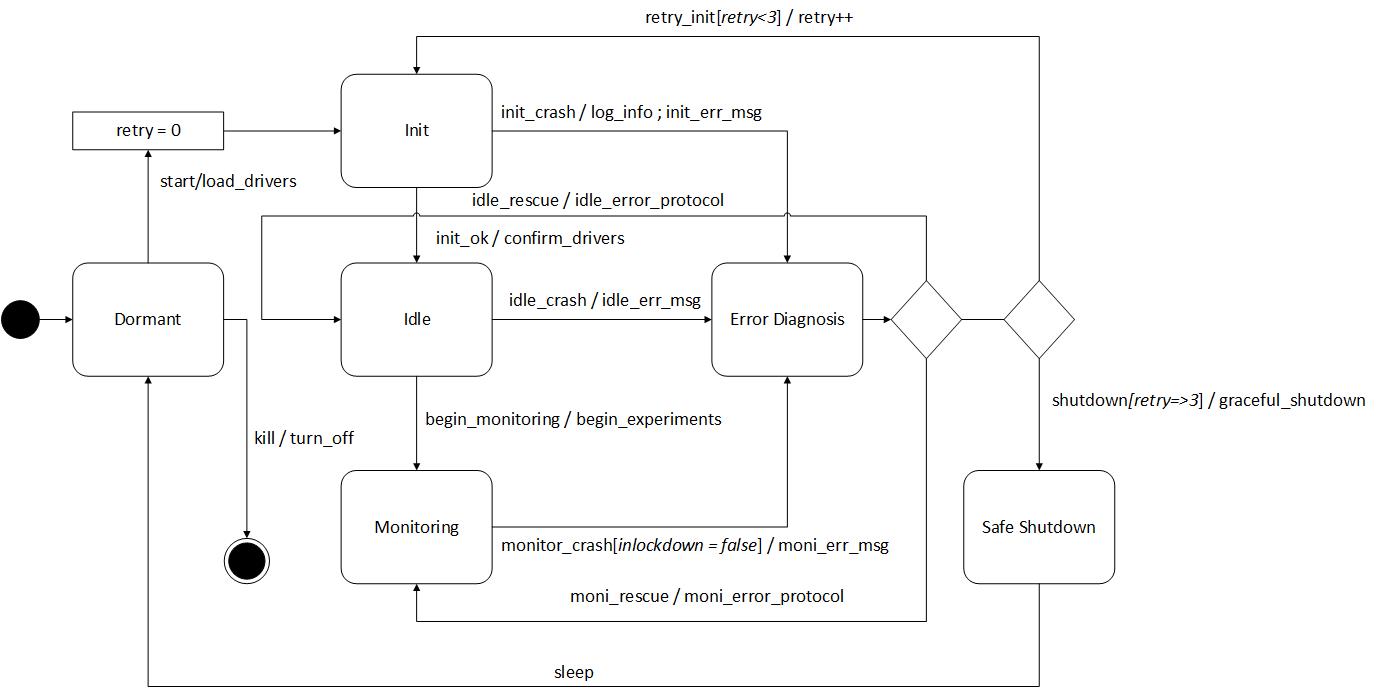 retry_init[retry<3] / retry++
init_crash / log_info ; init_err_msg
retry = 0
Init
start/load_drivers
idle_rescue / idle_error_protocol
init_ok / confirm_drivers
idle_crash / idle_err_msg
Dormant
Idle
Error Diagnosis
shutdown[retry=>3] / graceful_shutdown
begin_monitoring / begin_experiments
kill / turn_off
Monitoring
Safe Shutdown
monitor_crash[inlockdown = false] / moni_err_msg
moni_rescue / moni_error_protocol
sleep